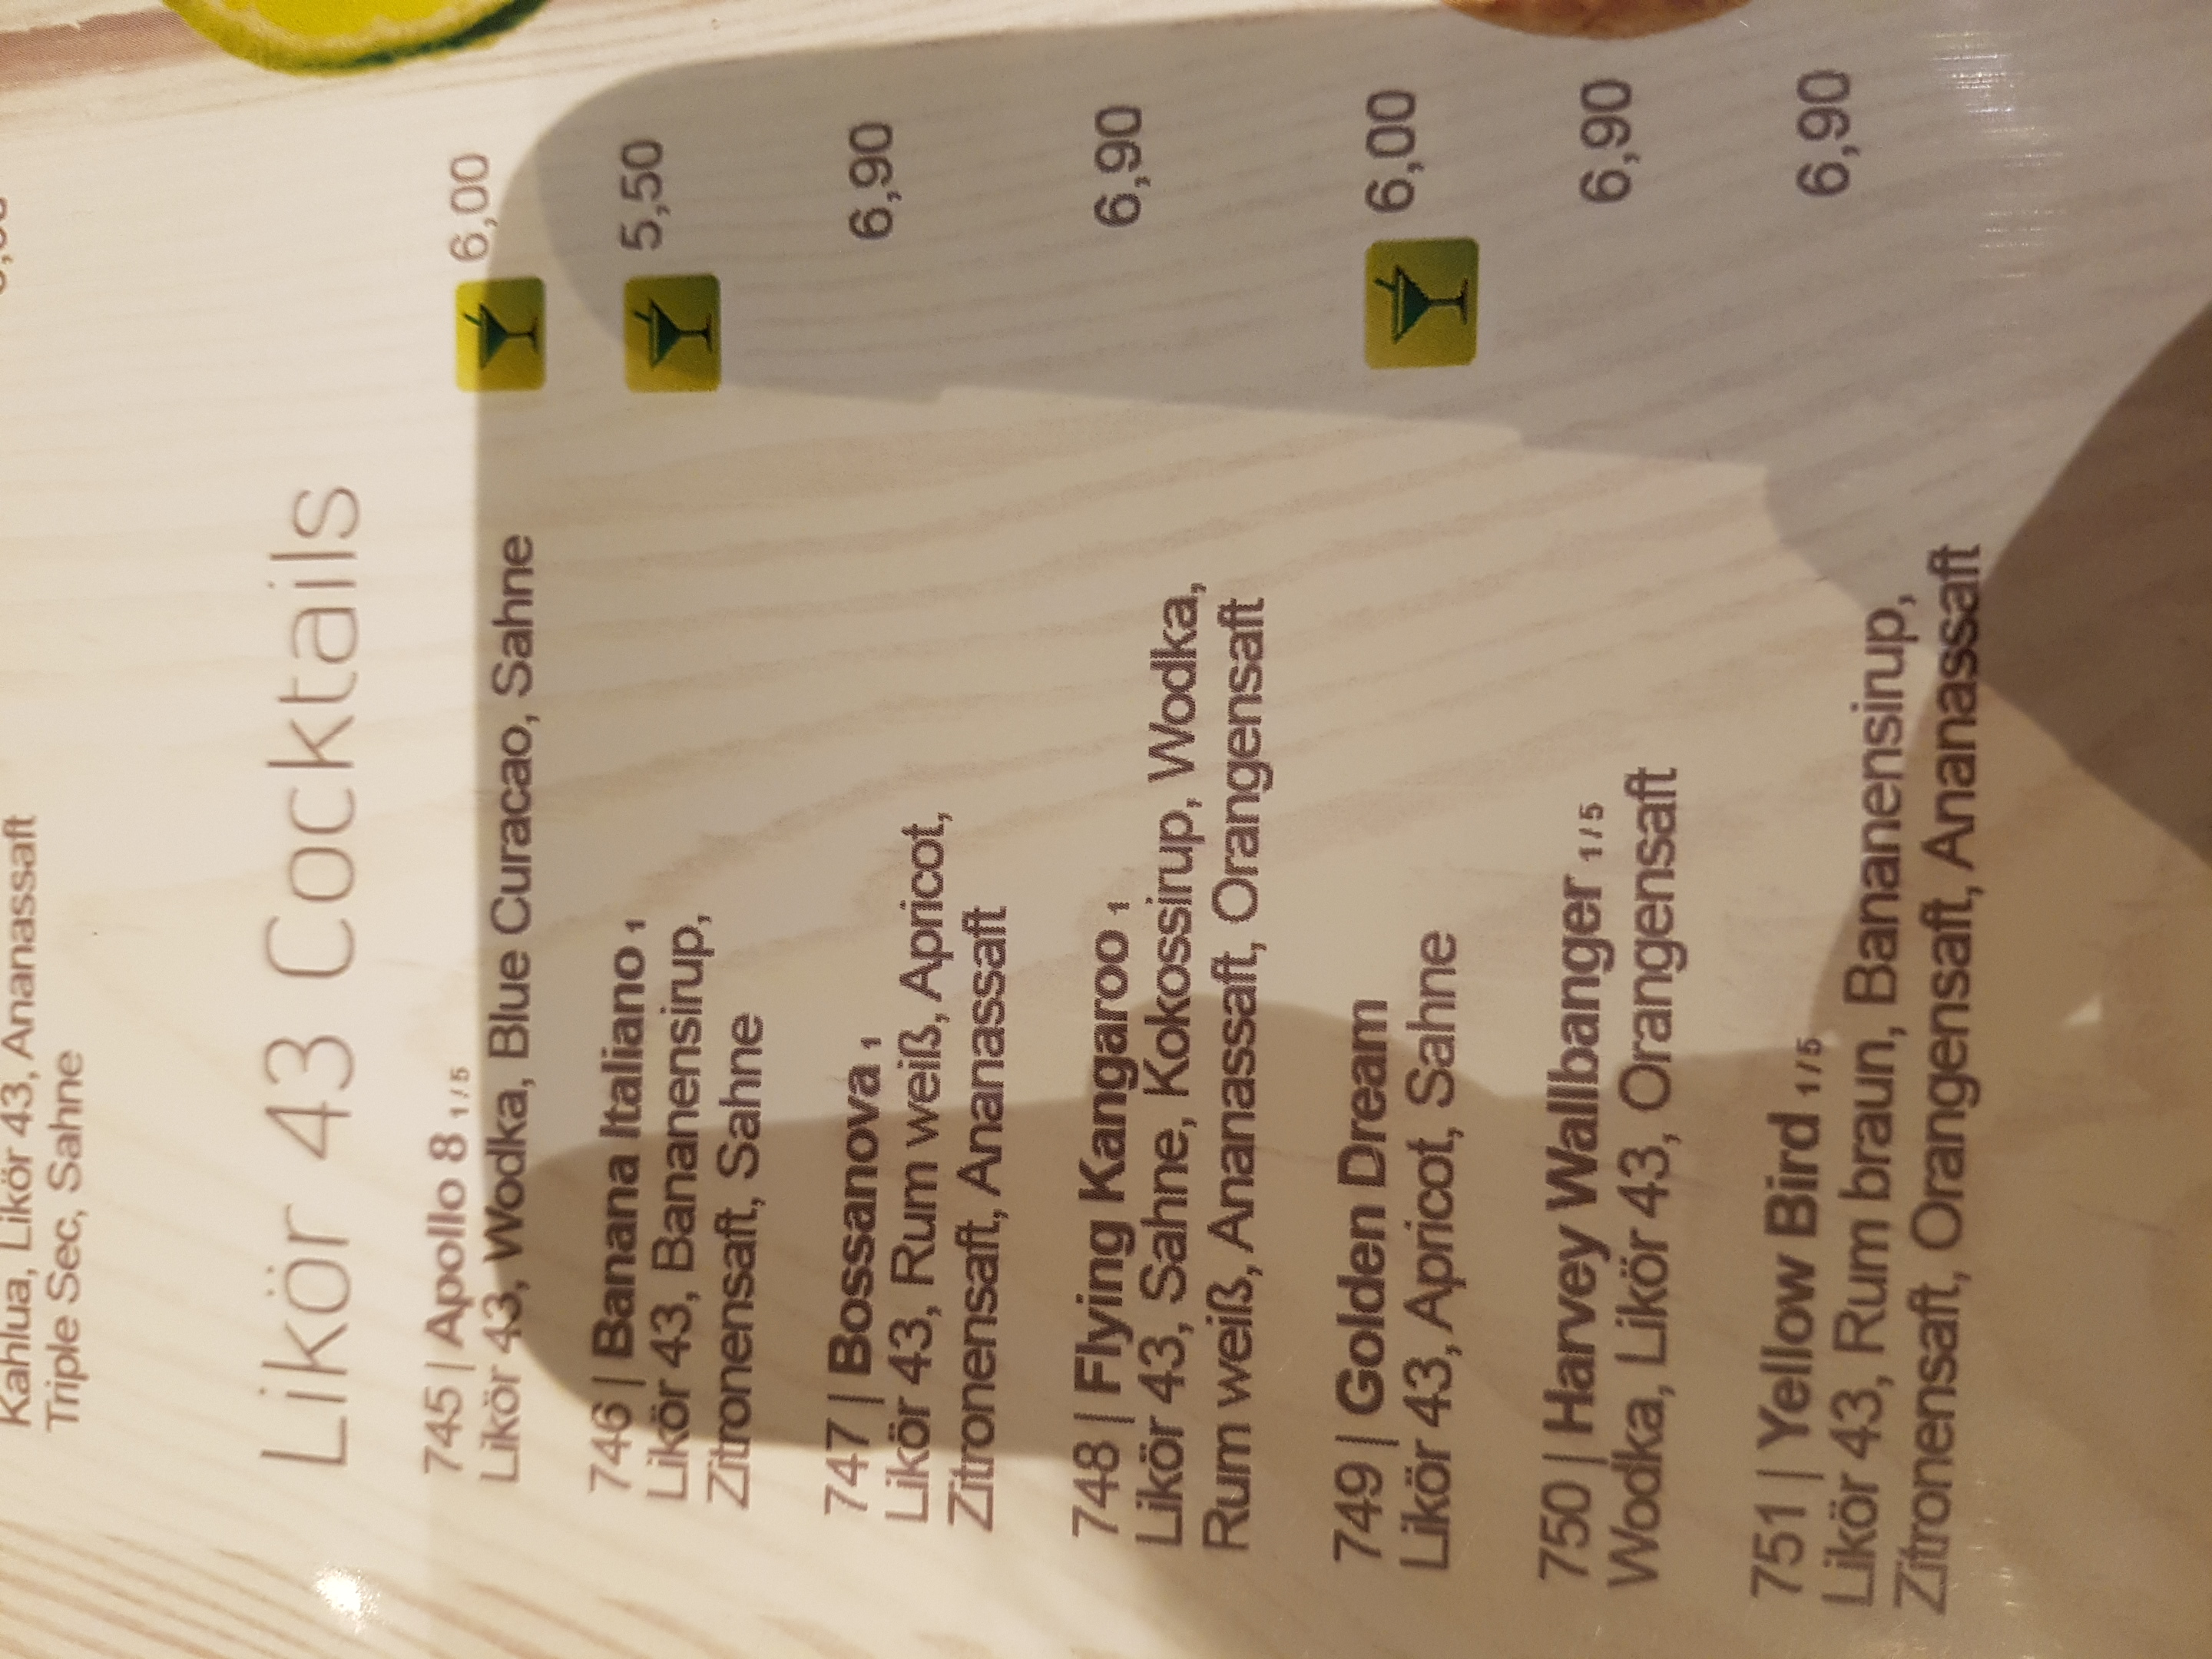 Kahlua, Likör 43, Ananassaft
Triple Sec, Sahne
Likör 43 Cocktails
745 | Apollo 8 1/5 6,00
Likör 43, Wodka, Blue Curacao, Sahne
746 | Banana Italiano 1 5,50
Likör 43, Bananensirup,
Zitronensaft, Sahne
747 | Bossanova 1 6,90
Likör 43, Rum weiß, Apricot,
Zitronensaft, Ananassaft
748 | Flying Kangaroo 1 6,90
Likör 43, Sahne, Kokossirup, Wodka,
Rum weiß, Ananassaft, Orangensaft
749 | Golden Dream 6,00
Likör 43, Apricot, Sahne
750 | Harvey Wallbanger 1/5 6,90
Wodka, Likör 43, Orangensaft
751 | Yellow Bird 1/5 6,90
Likör 43, Rum braun, Bananensirup,
Zitronensaft, Orangensaft, Ananassaft